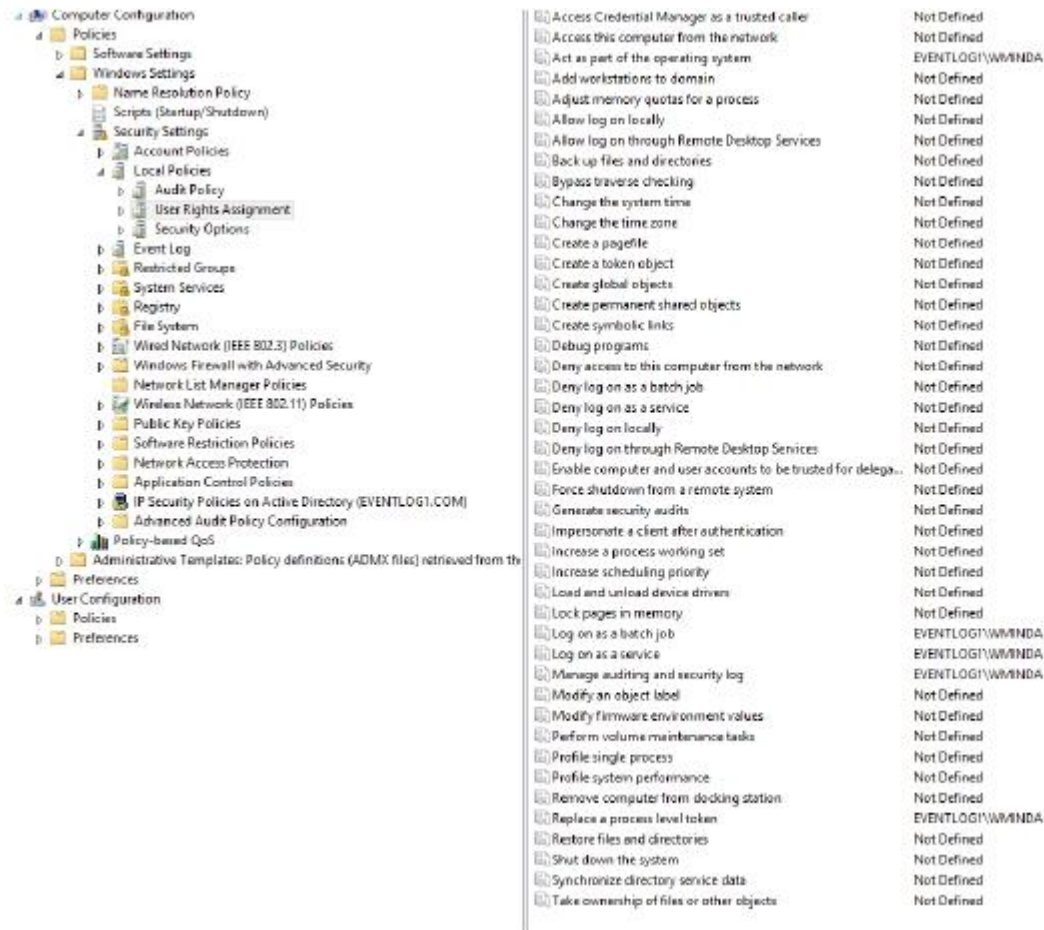 Computer Configuration
Policies
Software Settings
Windows Settings
Name Resolution Policy
Scripts (Startup/Shutdown)
Security Settings
Account Policies
Local Policies
Audit Policy
User Rights Assignment
Security Options
Event Log
Restricted Groups
System Services
Registry
File System
Wired Network (IEEE 802.3) Policies
Windows Firewall with Advanced Security
Network List Manager Policies
Wireless Network (IEEE 802.11) Policies
Public Key Policies
Software Restriction Policies
Network Access Protection
Application Control Policies
IP Security Policies on Active Directory (EVENTLOG1.COM)
Advanced Audit Policy Configuration
Policy-based QoS
Administrative Templates: Policy definitions (ADMX files) retrieved from th
Preferences
User Configuration
Policies
Preferences
Access Credential Manager as a trusted caller Not Defined
Access this computer from the network Not Defined
Act as part of the operating system EVENTLOG1\WMINDA
Add workstations to domain Not Defined
Adjust memory quotas for a process Not Defined
Allow log on locally Not Defined
Allow log on through Remote Desktop Services Not Defined
Back up files and directories Not Defined
Bypass traverse checking Not Defined
Change the system time Not Defined
Change the time zone Not Defined
Create a pagefile Not Defined
Create a token object Not Defined
Create global objects Not Defined
Create permanent shared objects Not Defined
Create symbolic links Not Defined
Debug programs Not Defined
Deny access to this computer from the network Not Defined
Deny log on as a batch job Not Defined
Deny log on as a service Not Defined
Deny log on locally Not Defined
Deny log on through Remote Desktop Services Not Defined
Enable computer and user accounts to be trusted for delega... Not Defined
Force shutdown from a remote system Not Defined
Generate security audits Not Defined
Impersonate a client after authentication Not Defined
Increase a process working set Not Defined
Increase scheduling priority Not Defined
Load and unload device drivers Not Defined
Lock pages in memory Not Defined
Log on as a batch job EVENTLOG1\WMINDA
Log on as a service EVENTLOG1\WMINDA
Manage auditing and security log EVENTLOG1\WMINDA
Modify an object label Not Defined
Modify firmware environment values Not Defined
Perform volume maintenance tasks Not Defined
Profile single process Not Defined
Profile system performance Not Defined
Remove computer from docking station Not Defined
Replace a process level token EVENTLOG1\WMINDA
Restore files and directories Not Defined
Shut down the system Not Defined
Synchronize directory service data Not Defined
Take ownership of files or other objects Not Defined